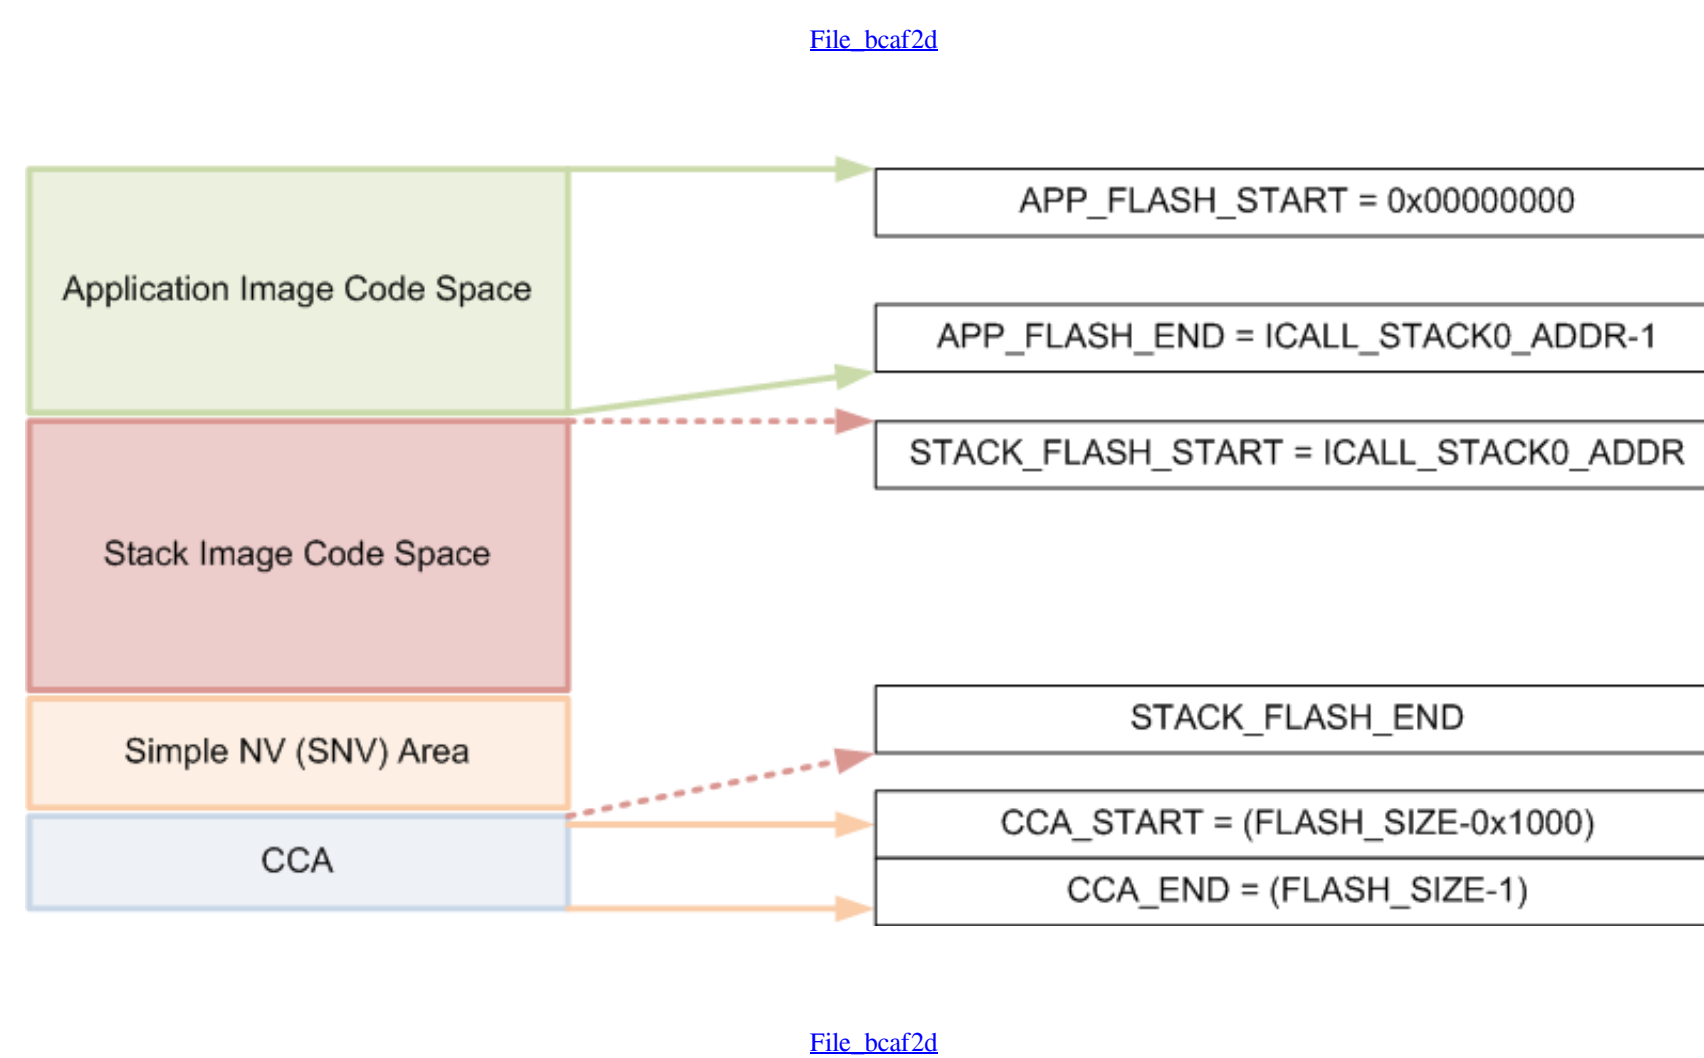 File_bcaf2d
APP_FLASH_START = 0x00000000
Application Image Code Space
APP_FLASH_END = ICALL_STACK0_ADDR-1
STACK_FLASH_START = ICALL_STACK0_ADDR
Stack Image Code Space
STACK_FLASH_END
Simple NV (SNV) Area
CCA_START = (FLASH_SIZE-0x1000)
CCA
CCA_END = (FLASH_SIZE-1)
File_bcaf2d